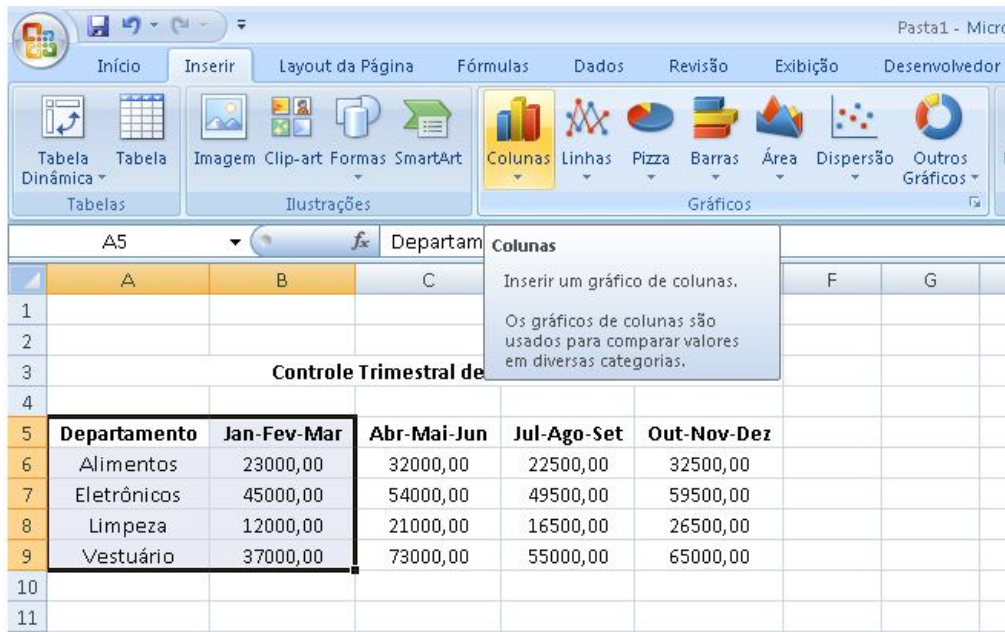 Pasta1 - Micro
Início Inserir Layout da Página Fórmulas Dados Revisão Exibição Desenvolvedor
Tabela Dinâmica Tabela Imagem Clip-art Formas SmartArt Colunas Linhas Pizza Barras Área Dispersão Outros Gráficos
Tabelas Ilustrações Gráficos
A5 fx Departam
Colunas
Inserir um gráfico de colunas.
Os gráficos de colunas são
usados para comparar valores
em diversas categorias.
A B C F G
1
2
3 Controle Trimestral de
4
5 Departamento Jan-Fev-Mar Abr-Mai-Jun Jul-Ago-Set Out-Nov-Dez
6 Alimentos 23000,00 32000,00 22500,00 32500,00
7 Eletrônicos 45000,00 54000,00 49500,00 59500,00
8 Limpeza 12000,00 21000,00 16500,00 26500,00
9 Vestuário 37000,00 73000,00 55000,00 65000,00
10
11